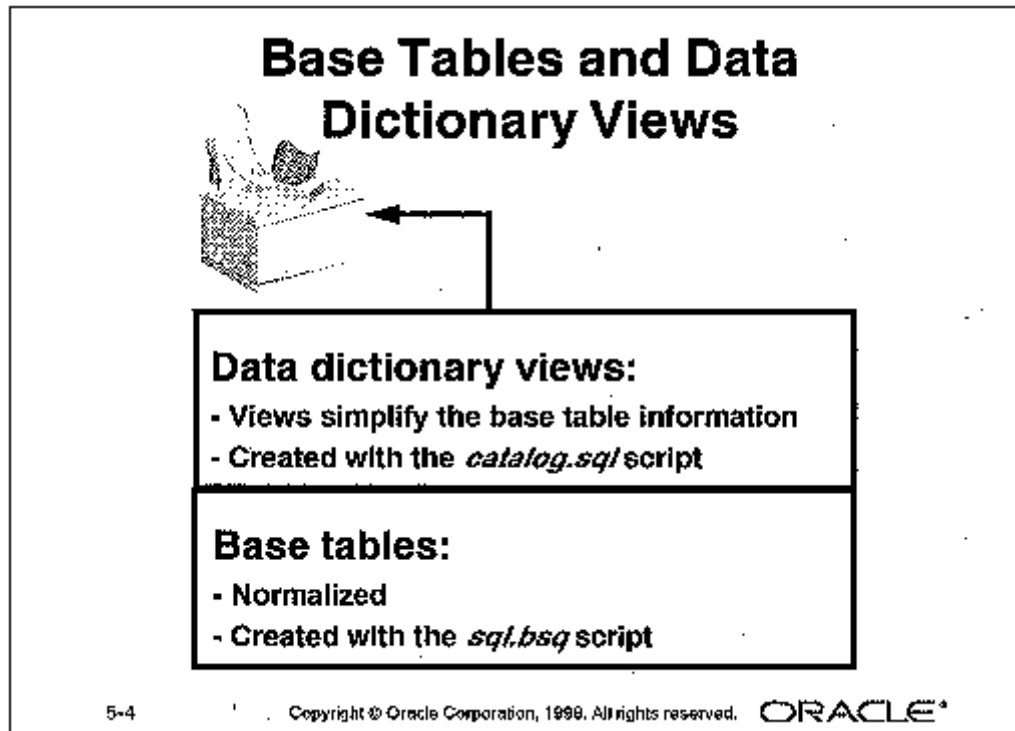 Base Tables and Data
Dictionary Views
Data dictionary views:
- Views simplify the base table information
- Created with the catalog.sql script
Base tables:
- Normalized
- Created with the sql.bsq script
5-4
Copyright © Oracle Corporation, 1998. All rights reserved. ORACLE®